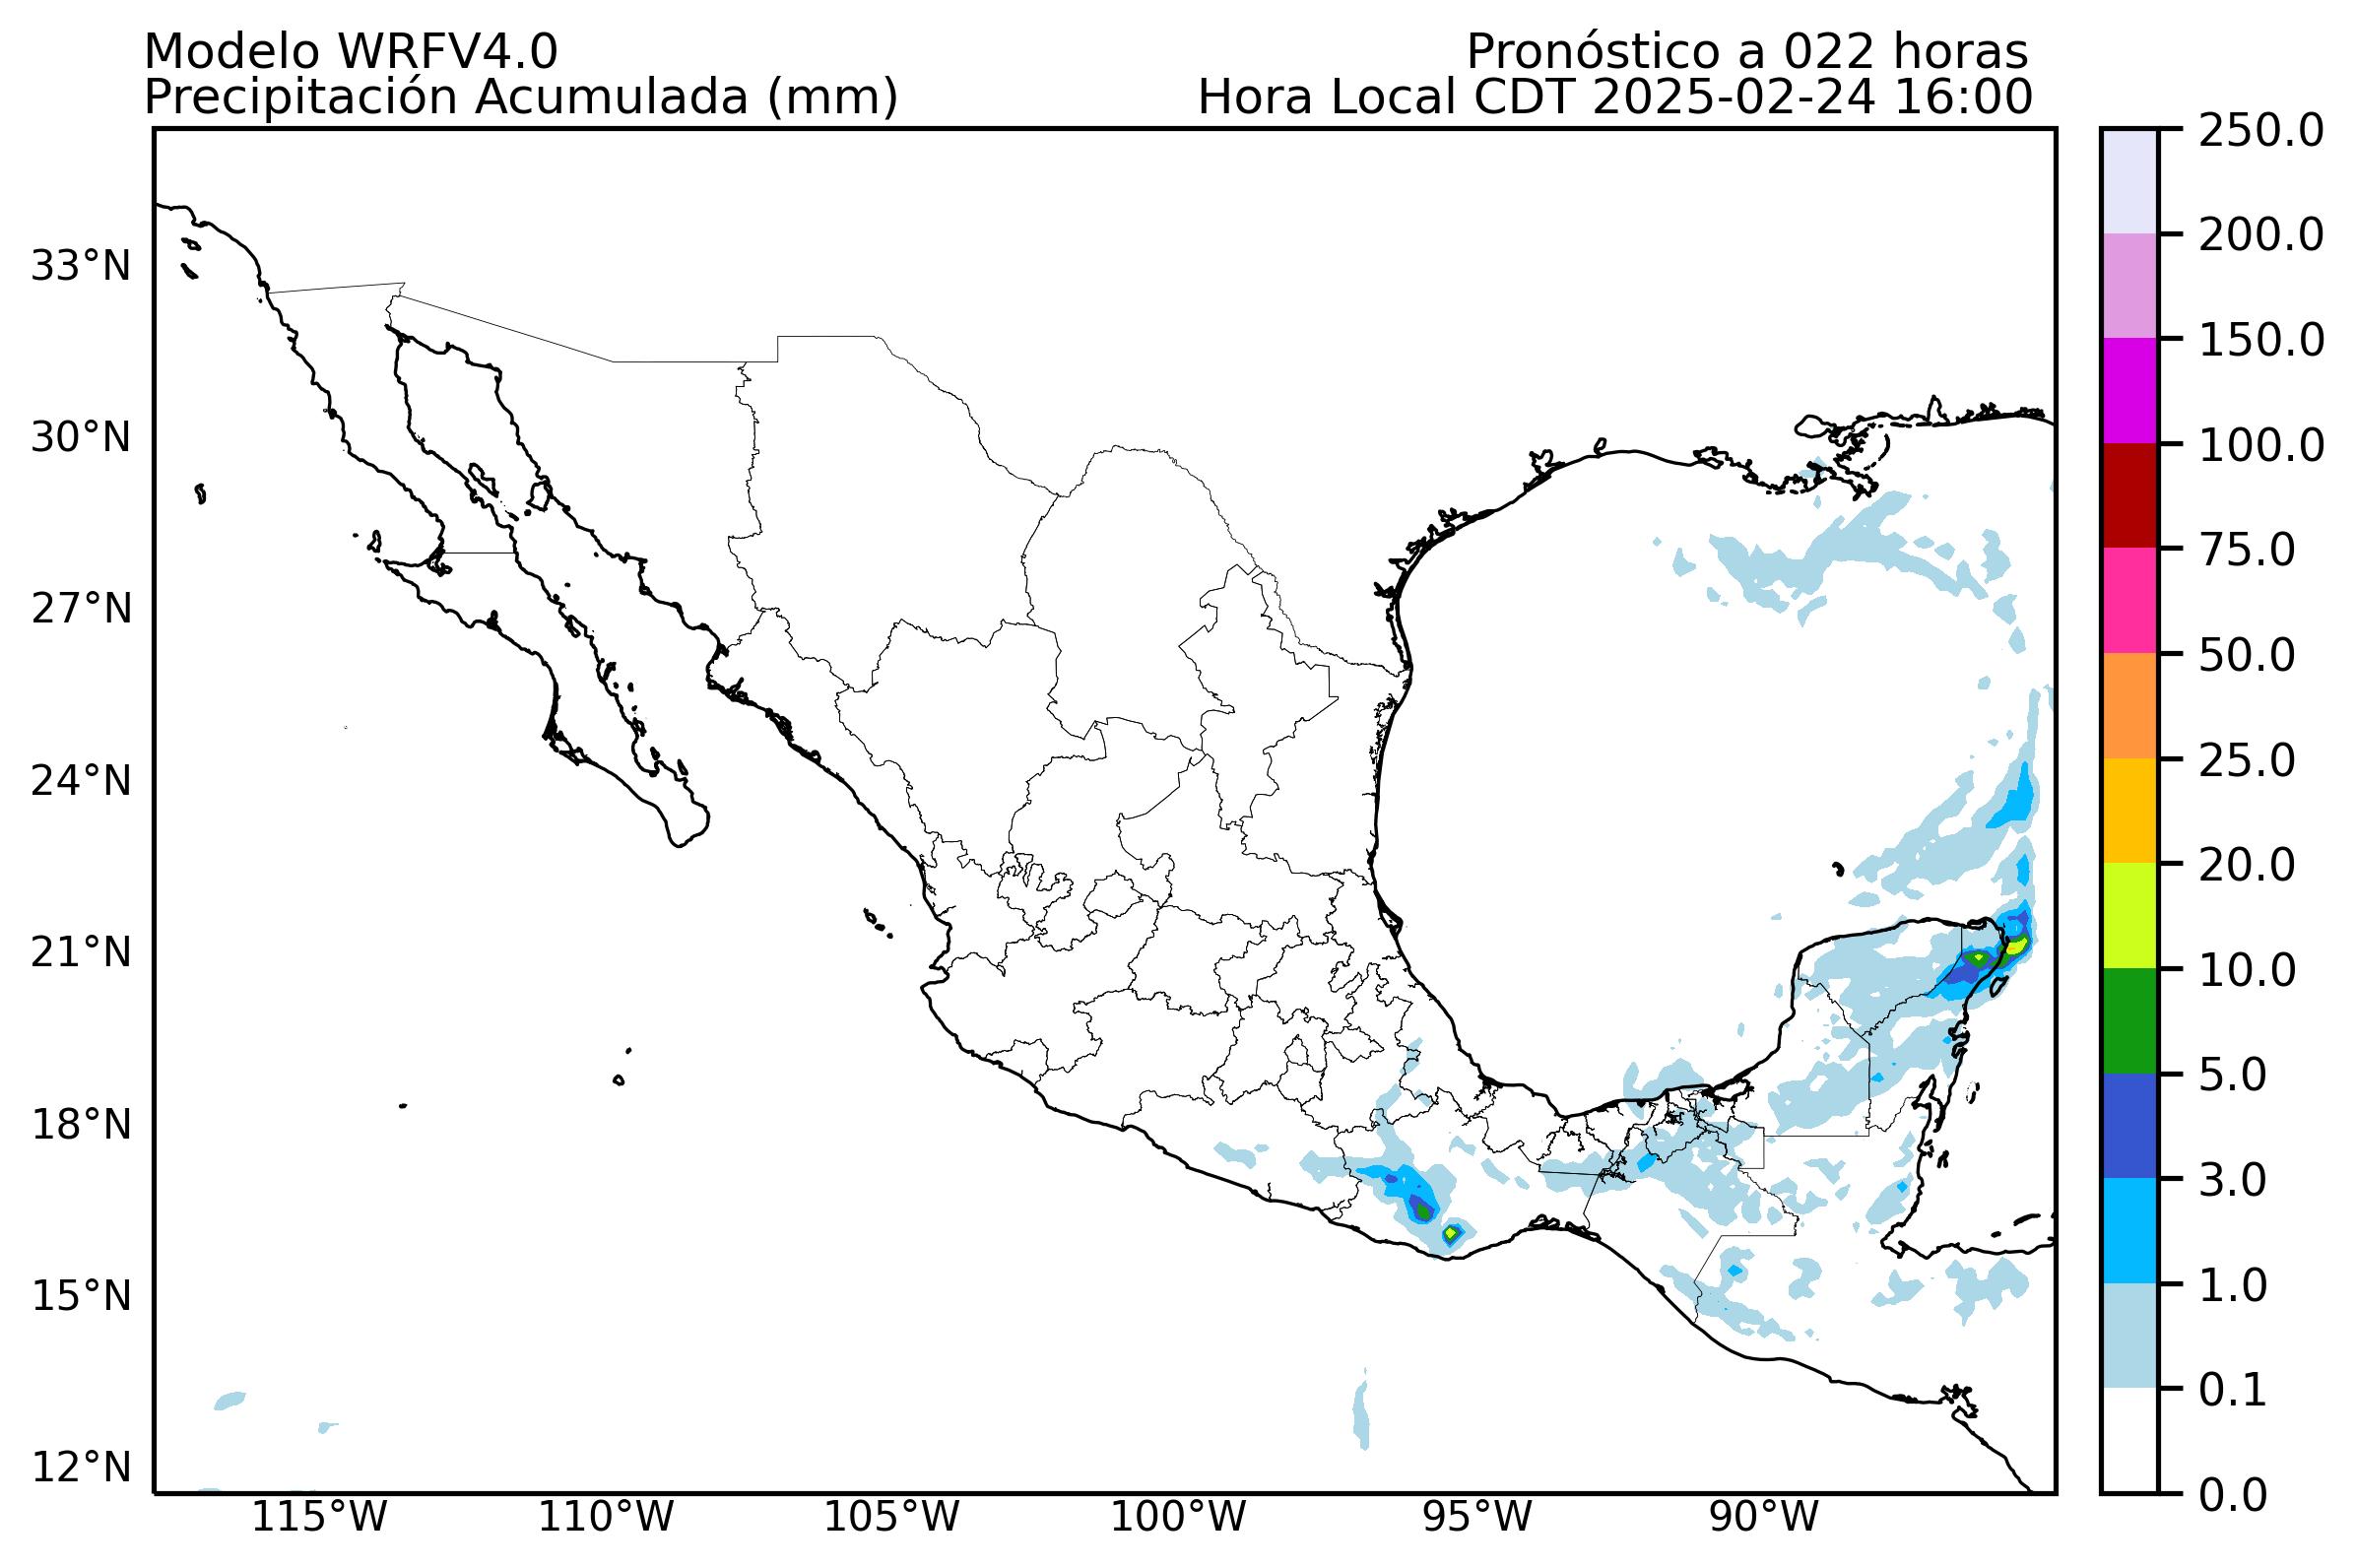 Modelo WRFV4.0
Precipitación Acumulada (mm)
Pronóstico a 022 horas
Hora Local CDT 2025-02-24 16:00
33°N
30°N
27°N
24°N
21°N
18°N
15°N
12°N
115°W
110°W
105°W
100°W
95°W
90°W
250.0
200.0
150.0
100.0
75.0
50.0
25.0
20.0
10.0
5.0
3.0
1.0
0.1
0.0